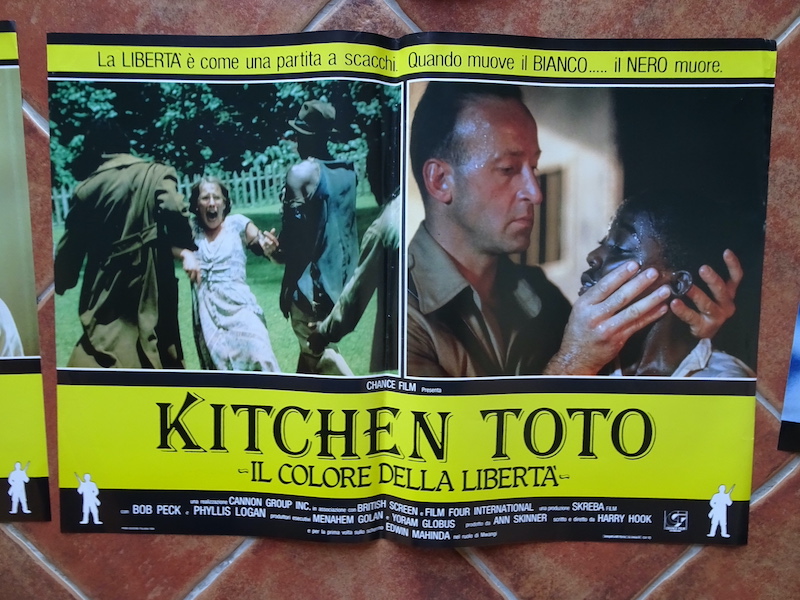 La LIBERTA' è come una partita a scacchi. Quando muove il BIANCO..... il NERO muore.
CHANCE FILM Presenta
KITCHEN TOTO
IL COLORE DELLA LIBERTA'
una realizzazione CANNON GROUP INC. in associazione con BRITISH SCREEN e FILM FOUR INTERNATIONAL una produzione SKREBA FILM
con BOB PECK e PHYLLIS LOGAN produttori esecutivi MENAHEM GOLAN e YORAM GLOBUS prodotto da ANN SKINNER scritto e diretto da HARRY HOOK
e per la prima volta sullo schermo EDWIN MAHINDA nel ruolo di Mwangi